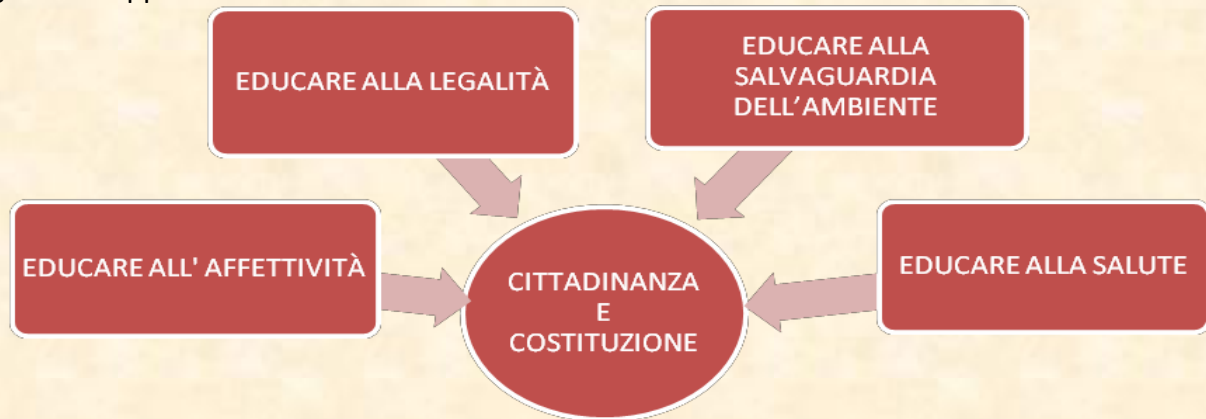 EDUCARE ALLA LEGALITÀ
EDUCARE ALLA
SALVAGUARDIA
DELL'AMBIENTE
EDUCARE ALL' AFFETTIVITÀ
CITTADINANZA
E
COSTITUZIONE
EDUCARE ALLA SALUTE